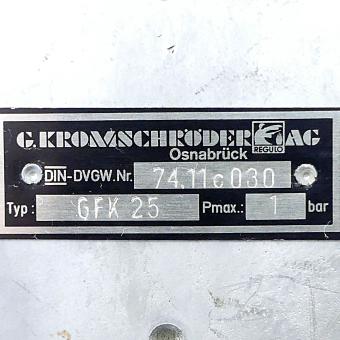 G. KROMSCHRÖDER REGULO AG
Osnabrück
DIN-DVGW.Nr. 74.11c030
Typ: GFK 25 Pmax.: 1 bar